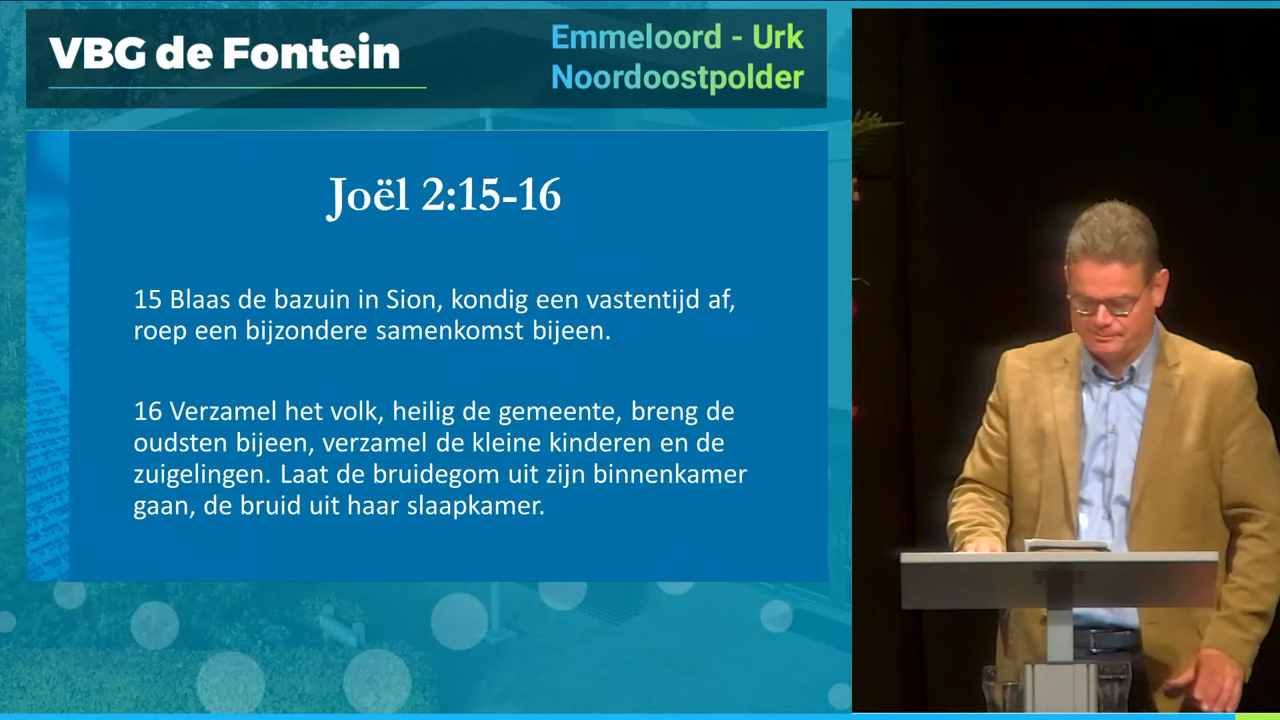 VBG de Fontein
Emmeloord - Urk
Noordoostpolder
Joël 2:15-16
15 Blaas de bazuin in Sion, kondig een vastentijd af,
roep een bijzondere samenkomst bijeen.
16 Verzamel het volk, heilig de gemeente, breng de
oudsten bijeen, verzamel de kleine kinderen en de
zuigelingen. Laat de bruidegom uit zijn binnenkamer
gaan, de bruid uit haar slaapkamer.